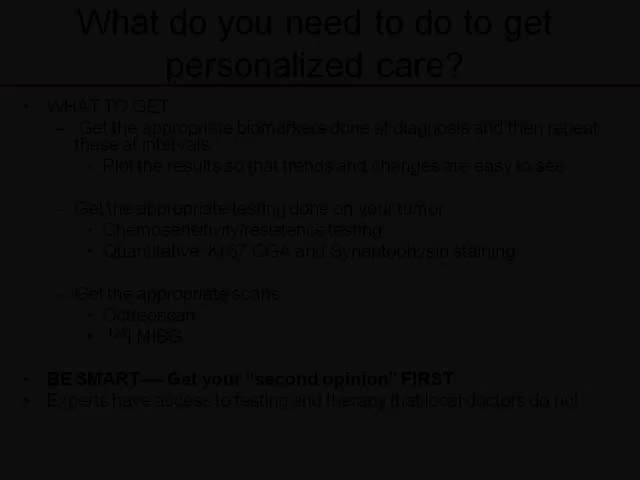 What do you need to do to get
personalized care?
• WHAT TO GET
– Get the appropriate biomarkers done at diagnosis and then repeat
these at intervals
• Plot the results so that trends and changes are easy to see
– Get the appropriate testing done on your tumor
• Chemosensitivity/resistance testing
• Quantitative Ki67 CGA and Synaptophysin staining
– Get the appropriate scans
• Octreoscan
• MIBG
• BE SMART— Get your "second opinion" FIRST
• Experts have access to testing and therapy that local doctors do not